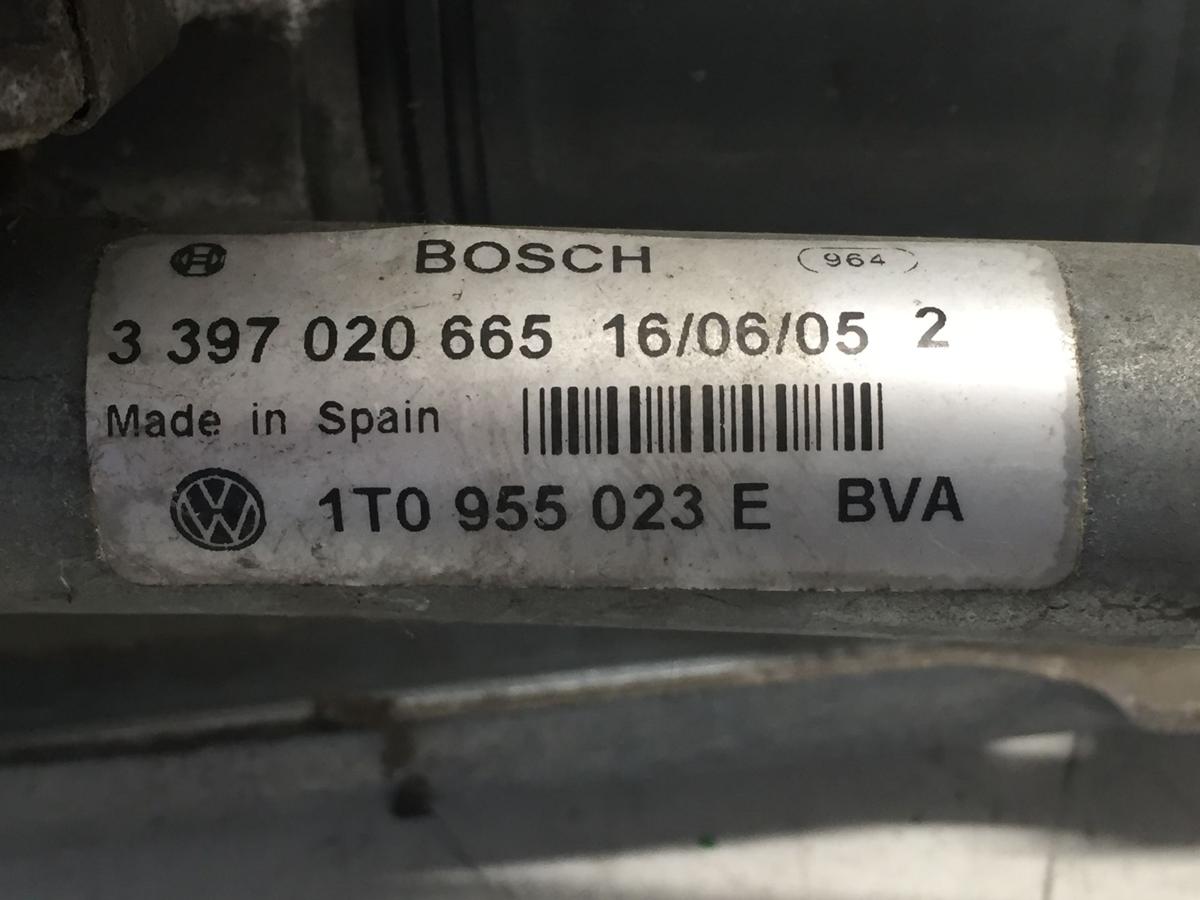 BOSCH 964
3 397 020 665 16/06/05 2
Made in Spain
1T0 955 023 E BVA